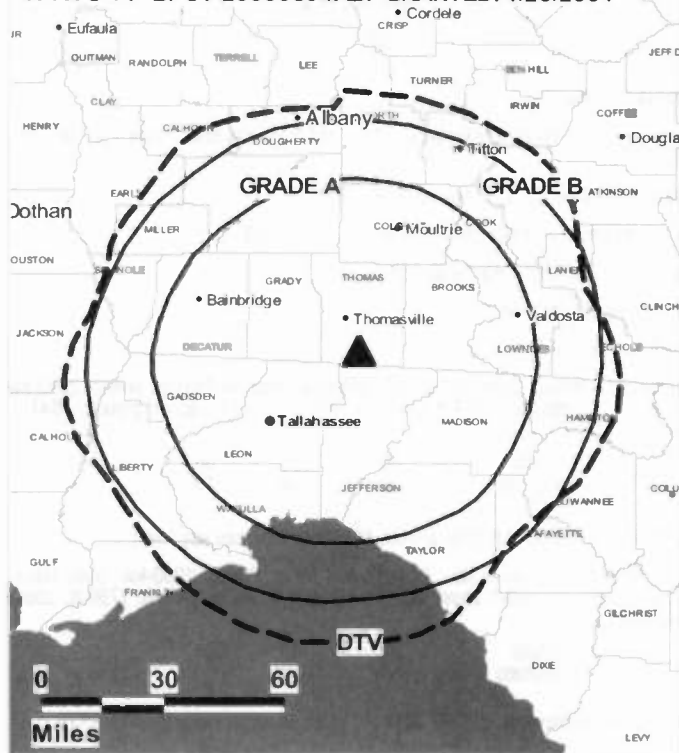 Cordele
CRISP
Eufaula
QUITMAN
RANDOLPH
TERRELL
LEE
TURNER
BEN HILL
JEFF D
CLAY
IRWIN
COFFEE
HENRY
CALHOUN
Albany
DOUGHERTY
Tifton
Dougla
EARLY
GRADE A
GRADE B
ATKINSON
Dothan
MILLER
Moultrie
COOK
OUSTON
LANIER
GRADY
THOMAS
BROOKS
Bainbridge
CLINCH
JACKSON
Thomasville
Valdosta
DECATUR
LOWNDES
ECHOLS
GADSDEN
Tallahassee
MADISON
HAMILTON
CALHOUN
LEON
LIBERTY
JEFFERSON
COLU
SUWANNEE
WAKULLA
LAFAYETTE
TAYLOR
GULF
FRANKLIN
GILCHRIST
DTV
DIXIE
0 30 60
Miles
LEVY